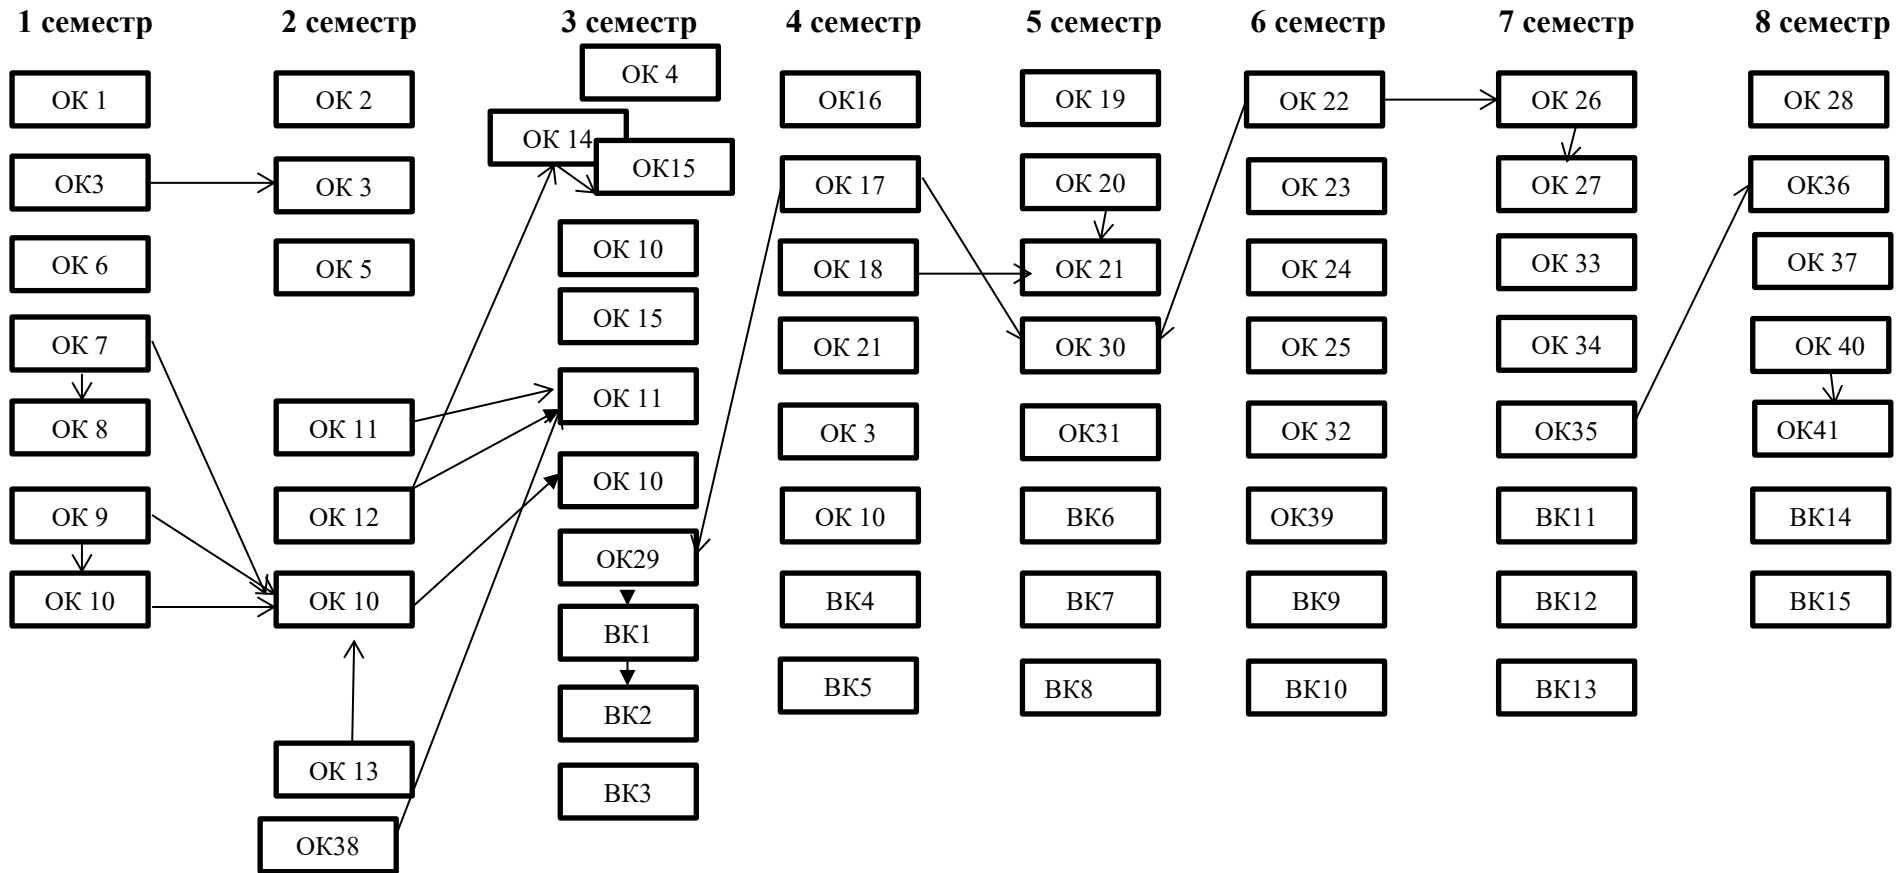 1 семестр
2 семестр
3 семестр
4 семестр
5 семестр
6 семестр
7 семестр
8 семестр
ОК 1
ОК3
ОК 6
ОК 7
ОК 8
ОК 9
ОК 10
ОК 2
ОК 3
ОК 5
ОК 11
ОК 12
ОК 10
ОК 13
ОК38
ОК 4
ОК 14
ОК15
ОК 10
ОК 15
ОК 11
ОК 10
ОК29
ВК1
ВК2
ВК3
ОК16
ОК 17
ОК 18
ОК 21
ОК 3
ОК 10
ВК4
ВК5
ОК 19
ОК 20
ОК 21
ОК 30
ОК31
ВК6
ВК7
ВК8
ОК 22
ОК 23
ОК 24
ОК 25
ОК 32
ОК39
ВК9
ВК10
ОК 26
ОК 27
ОК 33
ОК 34
ОК35
ВК11
ВК12
ВК13
ОК 28
ОК36
ОК 37
ОК 40
ОК41
ВК14
ВК15